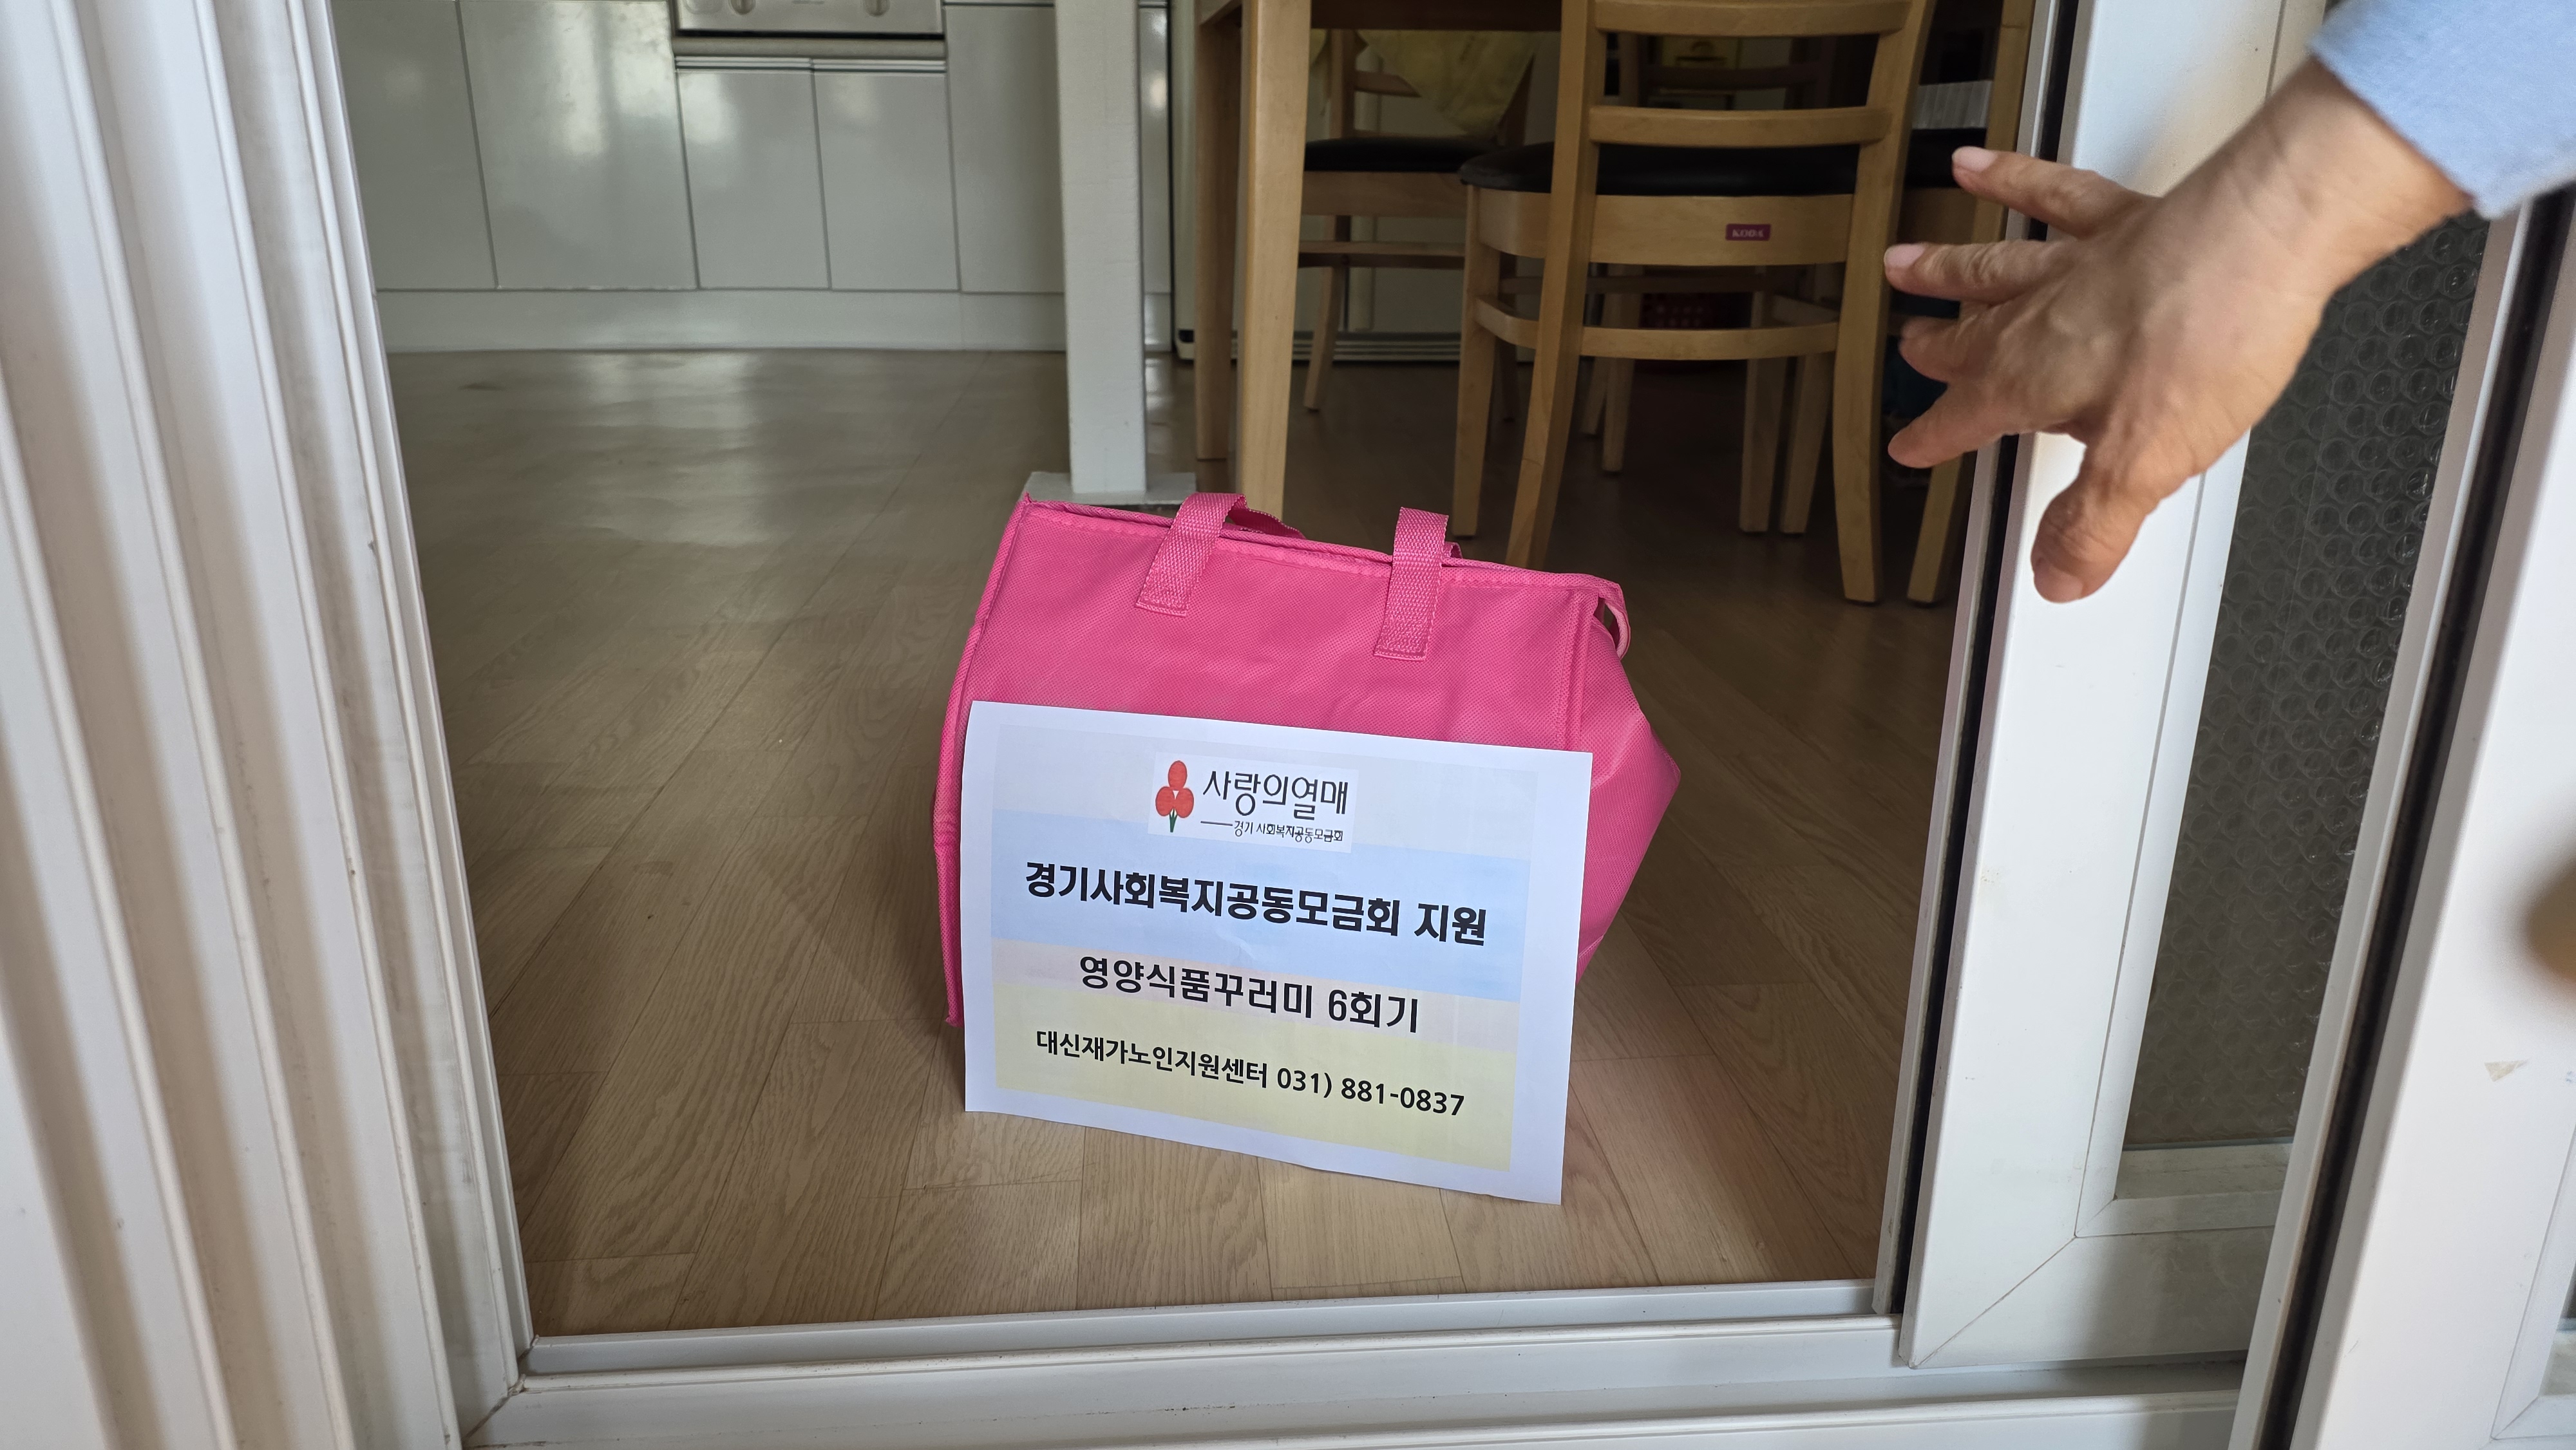 KODA
사랑의열매
경기 사회복지공동모금회
경기사회복지공동모금회 지원
영양식품꾸러미 6회기
대신재가노인지원센터 031) 881-0837